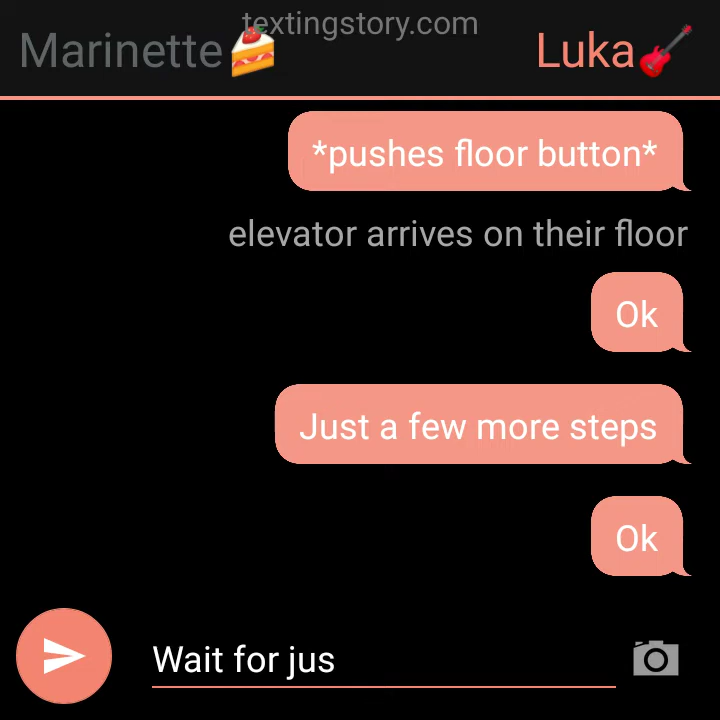 textingstory.com
Marinette🍰
Luka🎸
*pushes floor button*
elevator arrives on their floor
Ok
Just a few more steps
Ok
Wait for jus